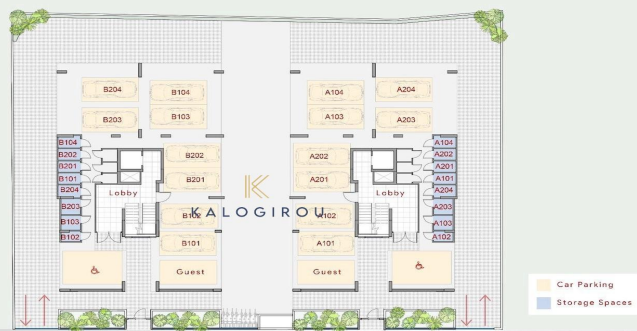 B204
B104
A104
A204
B203
B103
A103
A203
B104
B202
B201
B101
B204
B203
B103
B102
Lobby
B202
B201
B102
B101
Guest
KALOGIROU
A202
A201
A102
A101
Guest
Lobby
A104
A202
A201
A101
A204
A203
A103
A102
Car Parking
Storage Spaces